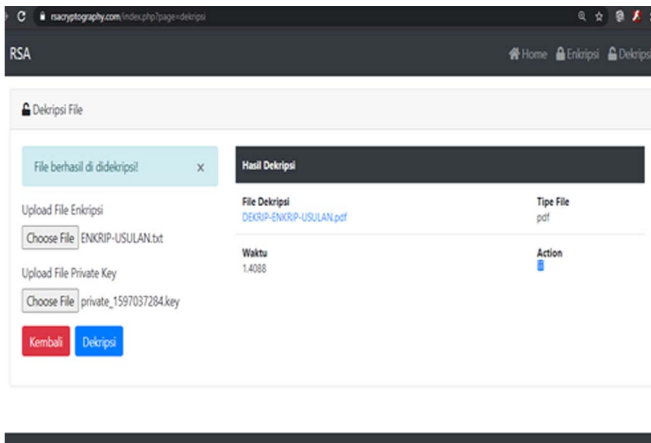 rsacryptography.com/index.php?page=dekripsi
RSA
Home Enkripsi Dekripsi
Dekripsi File
File berhasil di didekripsi! x
Upload File Enkripsi
Choose File ENKRIP-USULAN.txt
Upload File Private Key
Choose File private_1597037284.key
Kembali Dekripsi
Hasil Dekripsi
File Dekripsi Tipe File
DEKRIP-ENKRIP-USULAN.pdf pdf
Waktu Action
1.4088